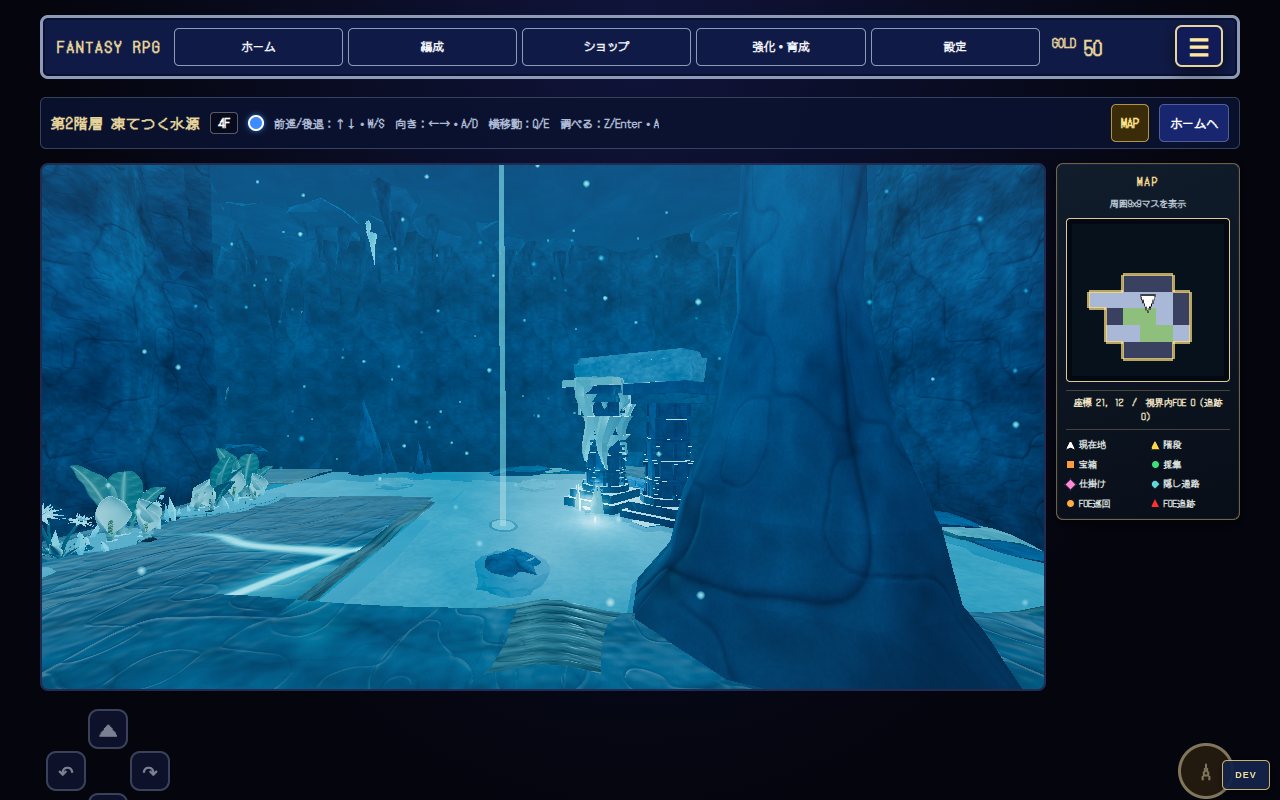 FANTASY RPG
ホーム
編成
ショップ
強化・育成
設定
GOLD 50
第2階層 凍てつく水源
4F
前進/後退：↑↓・W/S 向き：←→・A/D 横移動：Q/E 調べる：Z/Enter・A
MAP
ホームへ
MAP
周囲9x9マスを表示
座標 21, 12 / 視界内FOE 0（追跡
0）
現在地
階段
宝箱
採集
仕掛け
隠し通路
FOE巡回
FOE追跡
A
DEV